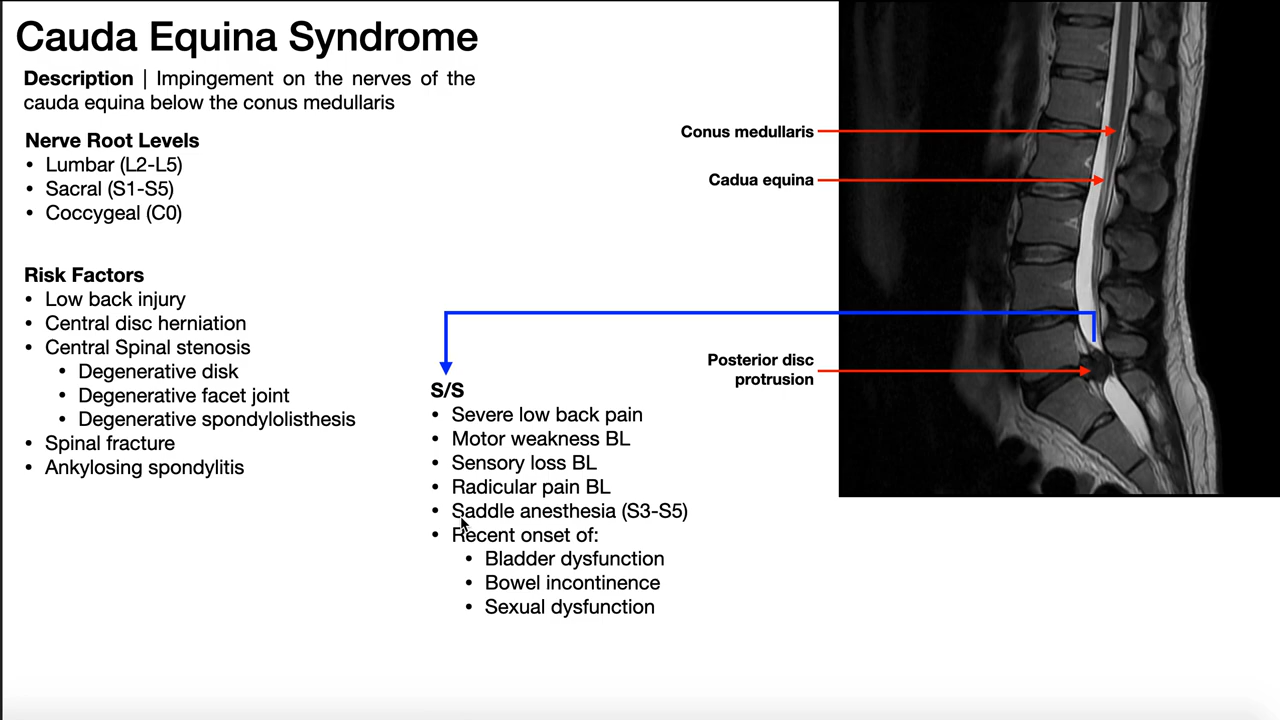 Cauda Equina Syndrome
Description | Impingement on the nerves of the
cauda equina below the conus medullaris
Nerve Root Levels
• Lumbar (L2-L5)
• Sacral (S1-S5)
• Coccygeal (C0)
Risk Factors
• Low back injury
• Central disc herniation
• Central Spinal stenosis
• Degenerative disk
• Degenerative facet joint
• Degenerative spondylolisthesis
• Spinal fracture
• Ankylosing spondylitis
S/S
• Severe low back pain
• Motor weakness BL
• Sensory loss BL
• Radicular pain BL
• Saddle anesthesia (S3-S5)
• Recent onset of:
• Bladder dysfunction
• Bowel incontinence
• Sexual dysfunction
Conus medullaris
Cadua equina
Posterior disc
protrusion